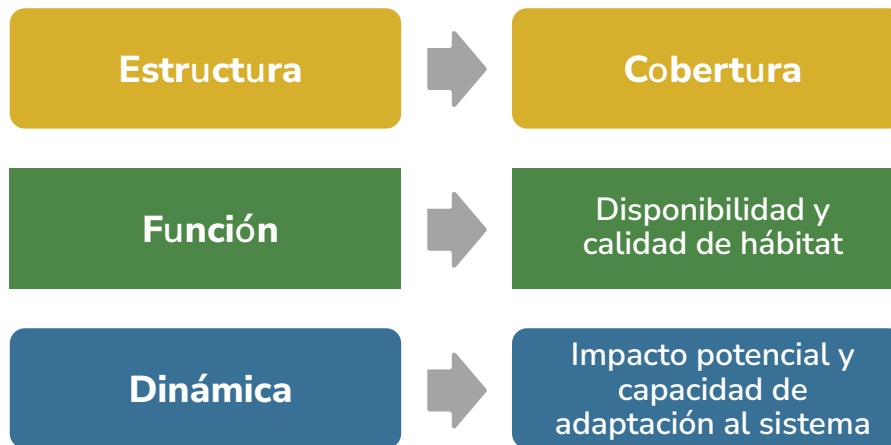 Estructura
Cobertura
Función
Disponibilidad y
calidad de hábitat
Dinámica
Impacto potencial y
capacidad de
adaptación al sistema